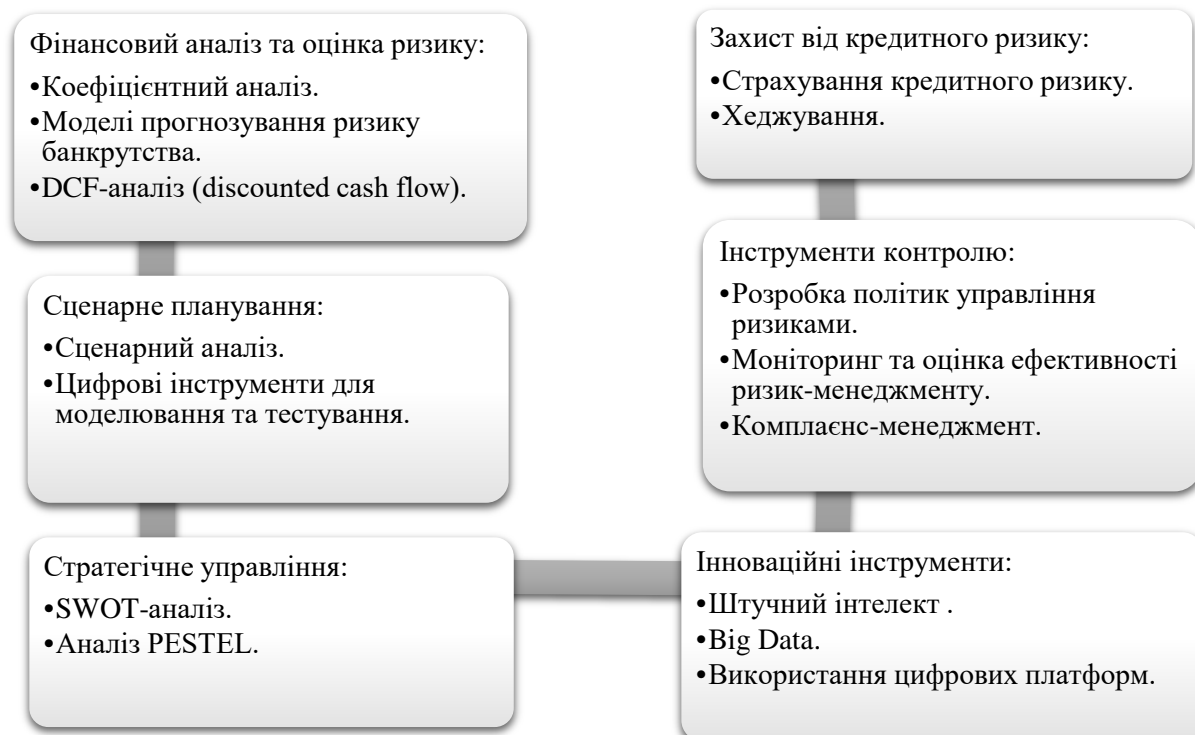 Фінансовий аналіз та оцінка ризику:
•Коефіцієнтний аналіз.
•Моделі прогнозування ризику
банкрутства.
•DCF-аналіз (discounted cash flow).
Сценарне планування:
•Сценарний аналіз.
•Цифрові інструменти для
моделювання та тестування.
Стратегічне управління:
•SWOT-аналіз.
•Аналіз PESTEL.
Інноваційні інструменти:
•Штучний інтелект .
•Big Data.
•Використання цифрових платформ.
Інструменти контролю:
•Розробка політик управління
ризиками.
•Моніторинг та оцінка ефективності
ризик-менеджменту.
•Комплаєнс-менеджмент.
Захист від кредитного ризику:
•Страхування кредитного ризику.
•Хеджування.